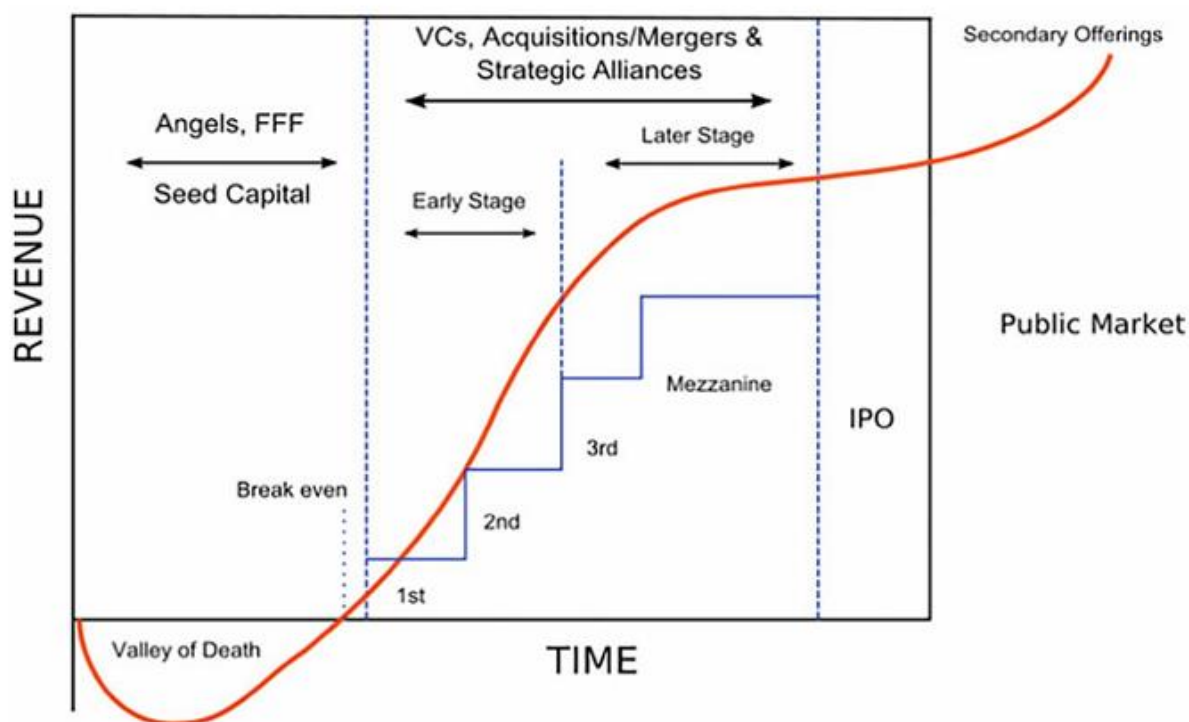 VCs, Acquisitions/Mergers &
Strategic Alliances
Secondary Offerings
Angels, FFF
Seed Capital
Later Stage
Early Stage
REVENUE
Public Market
Mezzanine
IPO
3rd
Break even
2nd
1st
Valley of Death
TIME